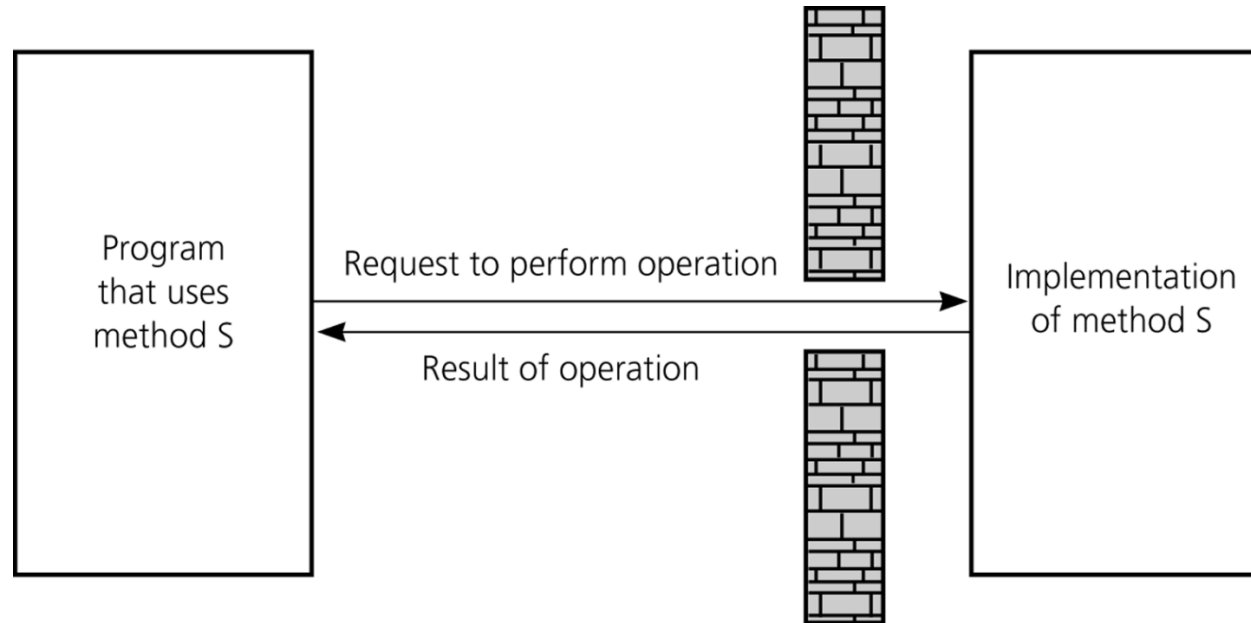 Program
that uses
method S
Request to perform operation
Result of operation
Implementation
of method S